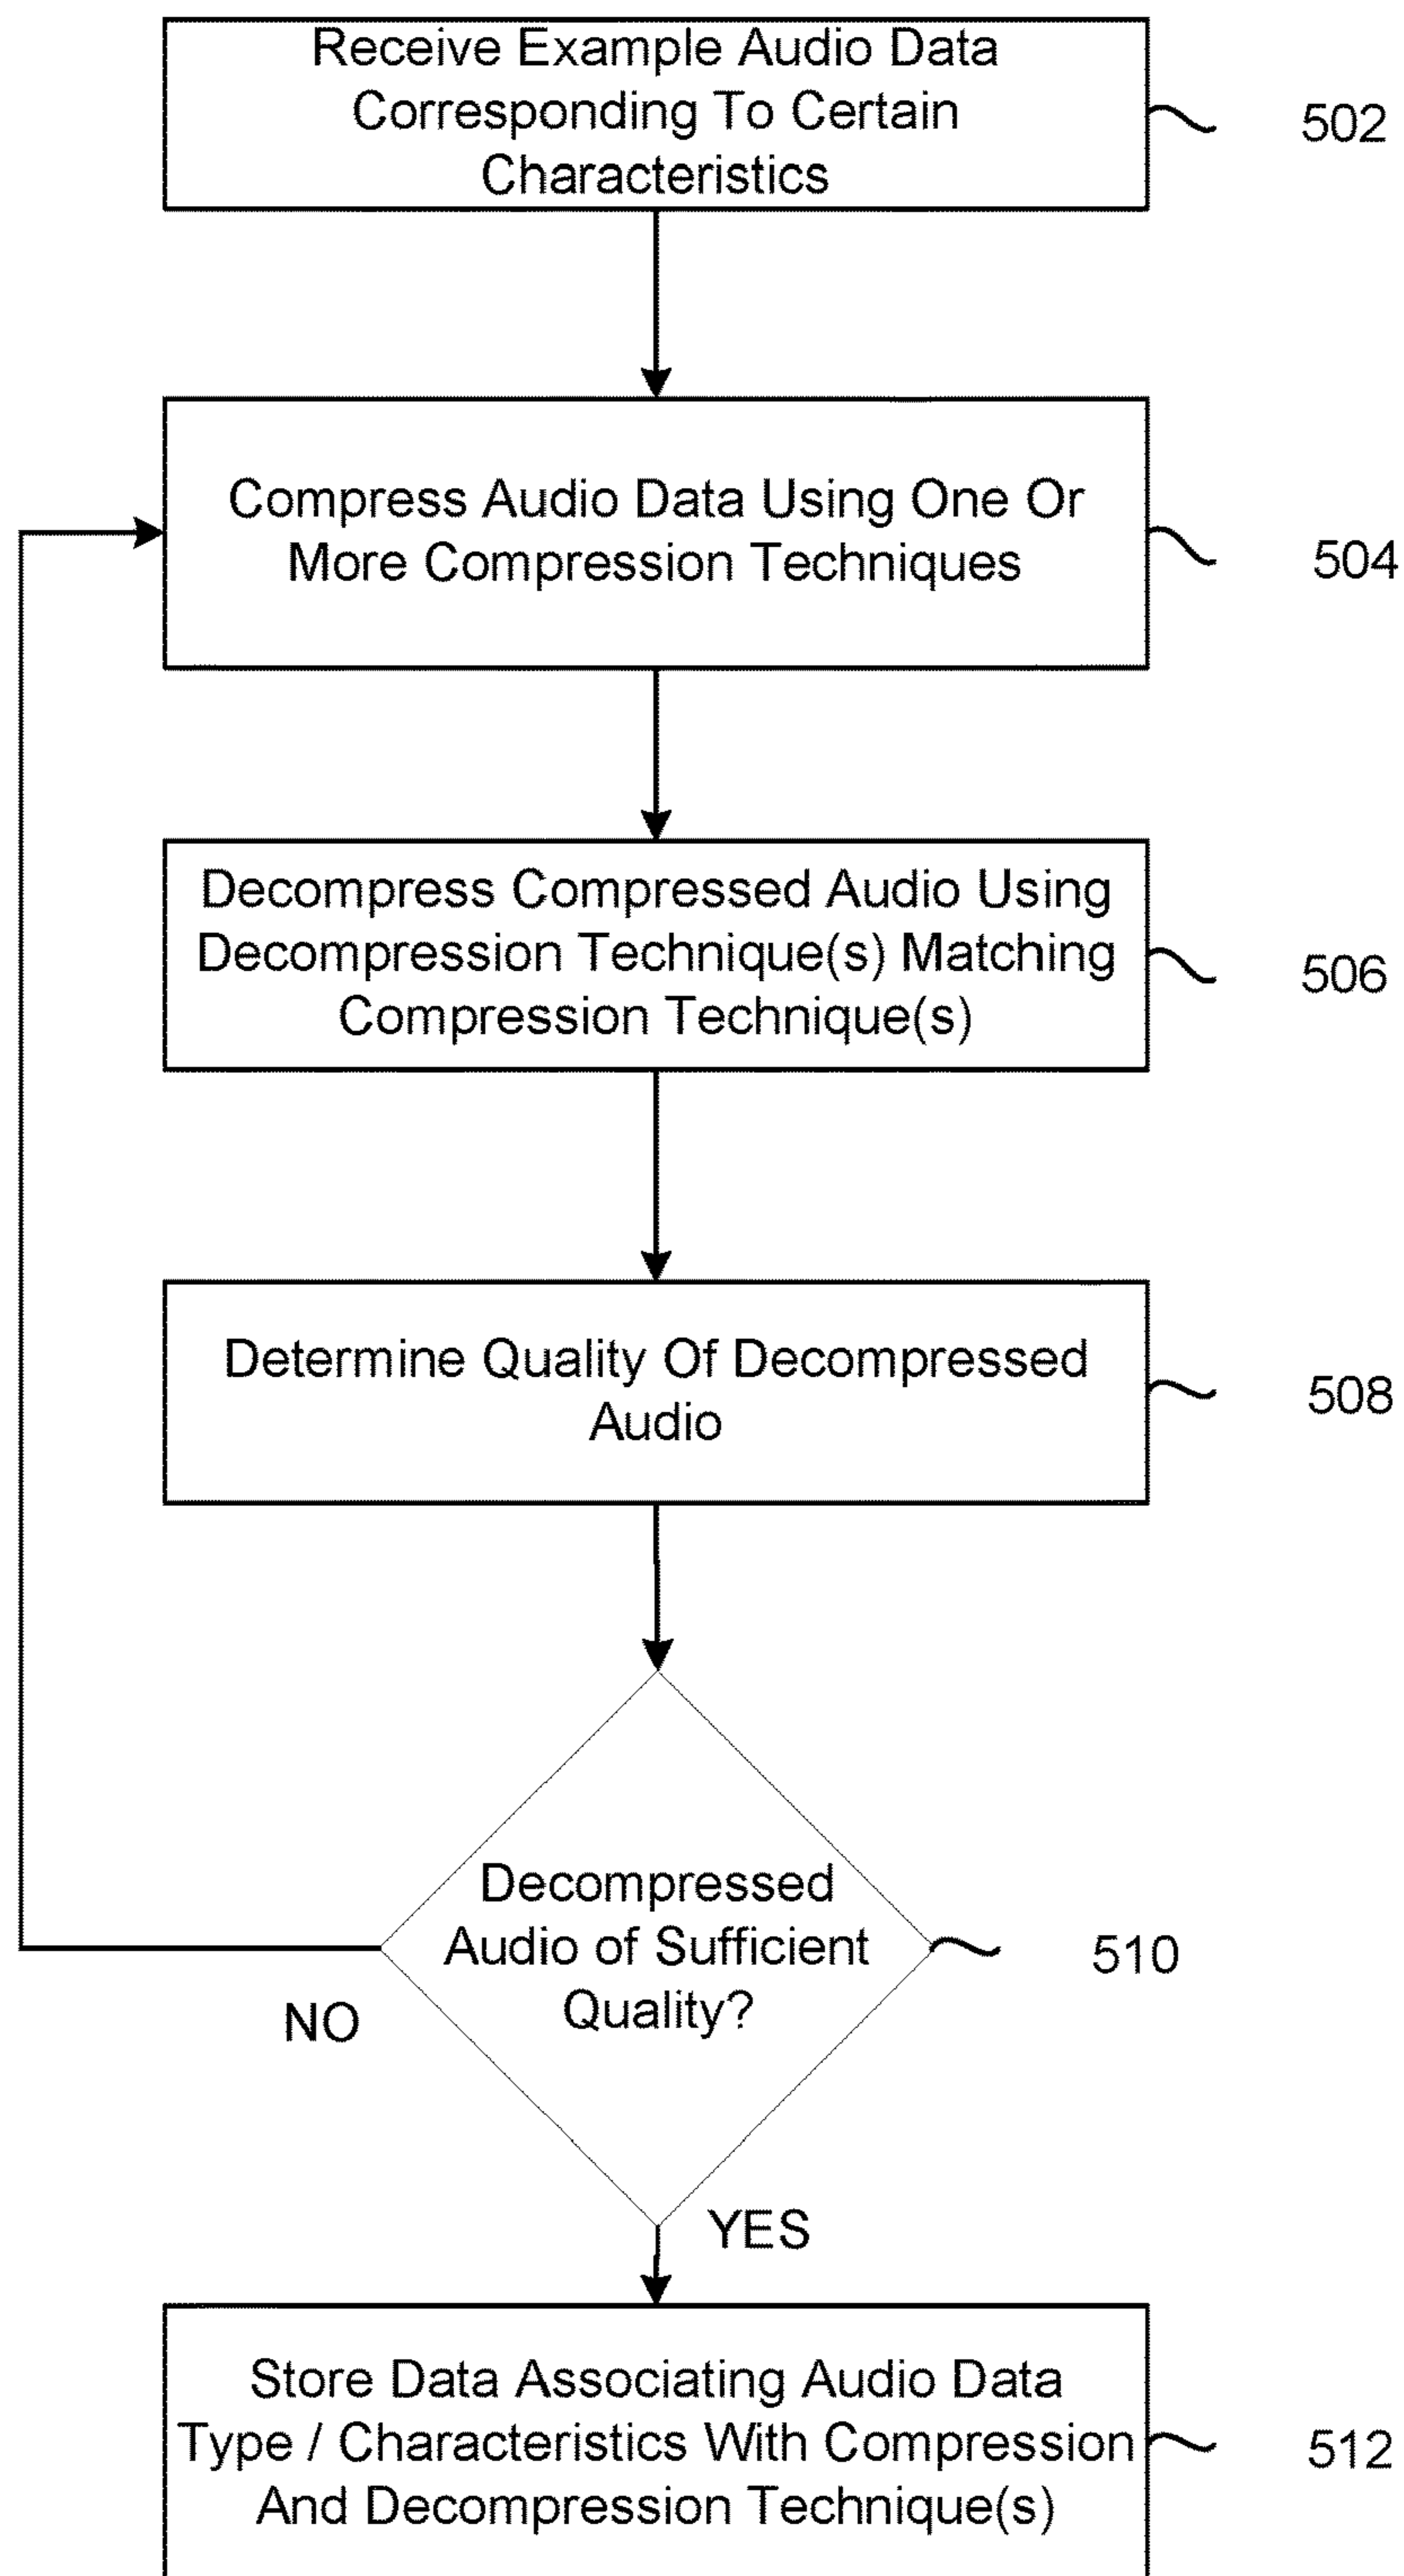 Receive Example Audio Data
Corresponding To Certain
Characteristics
502
Compress Audio Data Using One Or
More Compression Techniques
504
Decompress Compressed Audio Using
Decompression Technique(s) Matching
Compression Technique(s)
506
Determine Quality Of Decompressed
Audio
508
Decompressed
Audio of Sufficient
Quality?
510
NO
YES
Store Data Associating Audio Data
Type / Characteristics With Compression
And Decompression Technique(s)
512